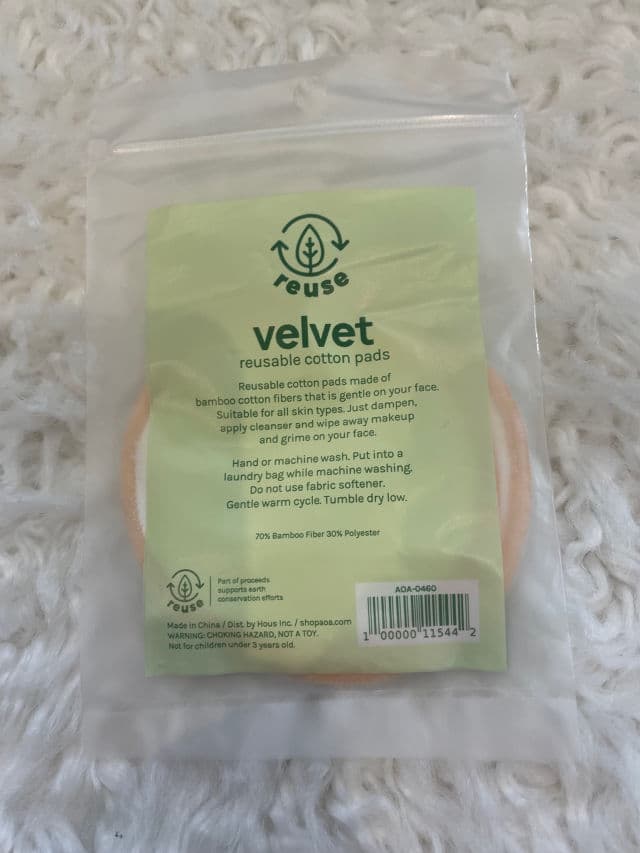 reuse
velvet
reusable cotton pads
Reusable cotton pads made of
bamboo cotton fibers that is gentle on your face.
Suitable for all skin types. Just dampen,
apply cleanser and wipe away makeup
and grime on your face.
Hand or machine wash. Put into a
laundry bag while machine washing.
Do not use fabric softener.
Gentle warm cycle. Tumble dry low.
70% Bamboo Fiber 30% Polyester
reuse
Part of proceeds
supports earth
conservation efforts
Made in China / Dist. by Hous Inc. / shopaoa.com
WARNING: CHOKING HAZARD, NOT A TOY.
Not for children under 3 years old.
AOA-0460
1 00000 11544 2